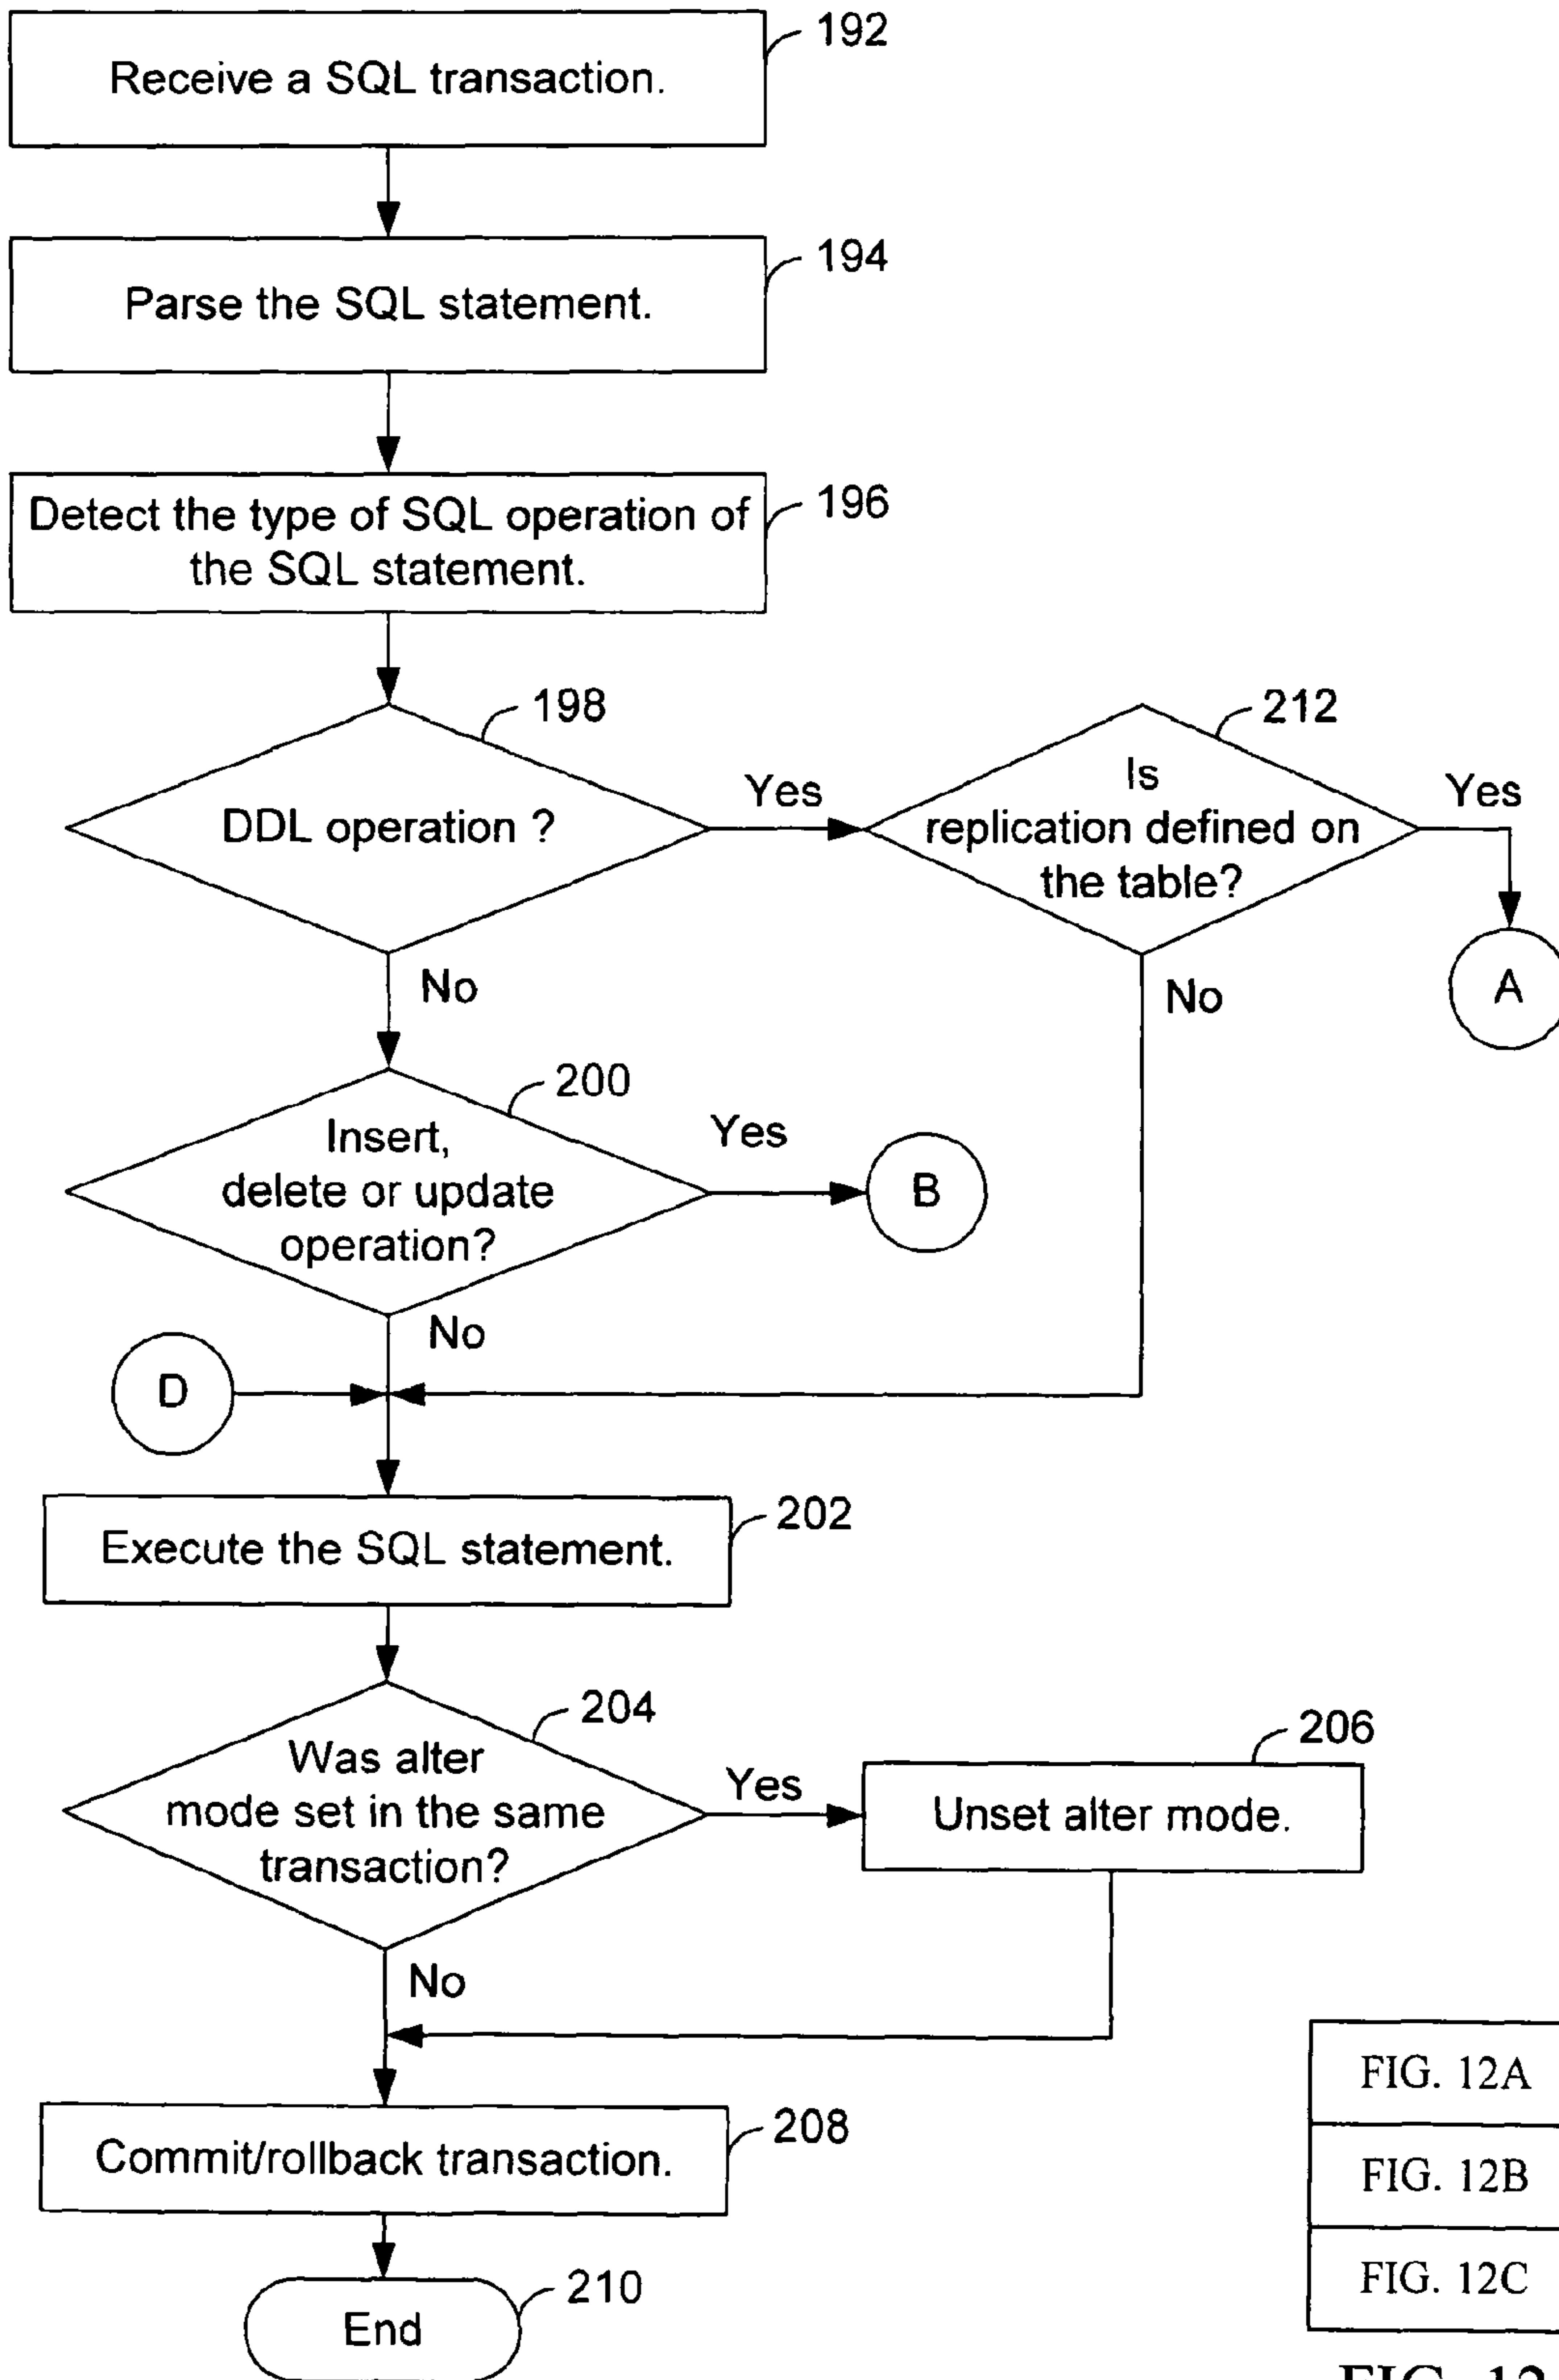 192
Receive a SQL transaction.
194
Parse the SQL statement.
196
Detect the type of SQL operation of
the SQL statement.
198
DDL operation ?
Yes
212
Is
replication defined on
the table?
Yes
A
No
No
200
Insert,
delete or update
operation?
Yes
B
No
D
202
Execute the SQL statement.
204
Was alter
mode set in the same
transaction?
Yes
206
Unset alter mode.
No
208
Commit/rollback transaction.
210
End
FIG. 12A
FIG. 12B
FIG. 12C
FIG. 12